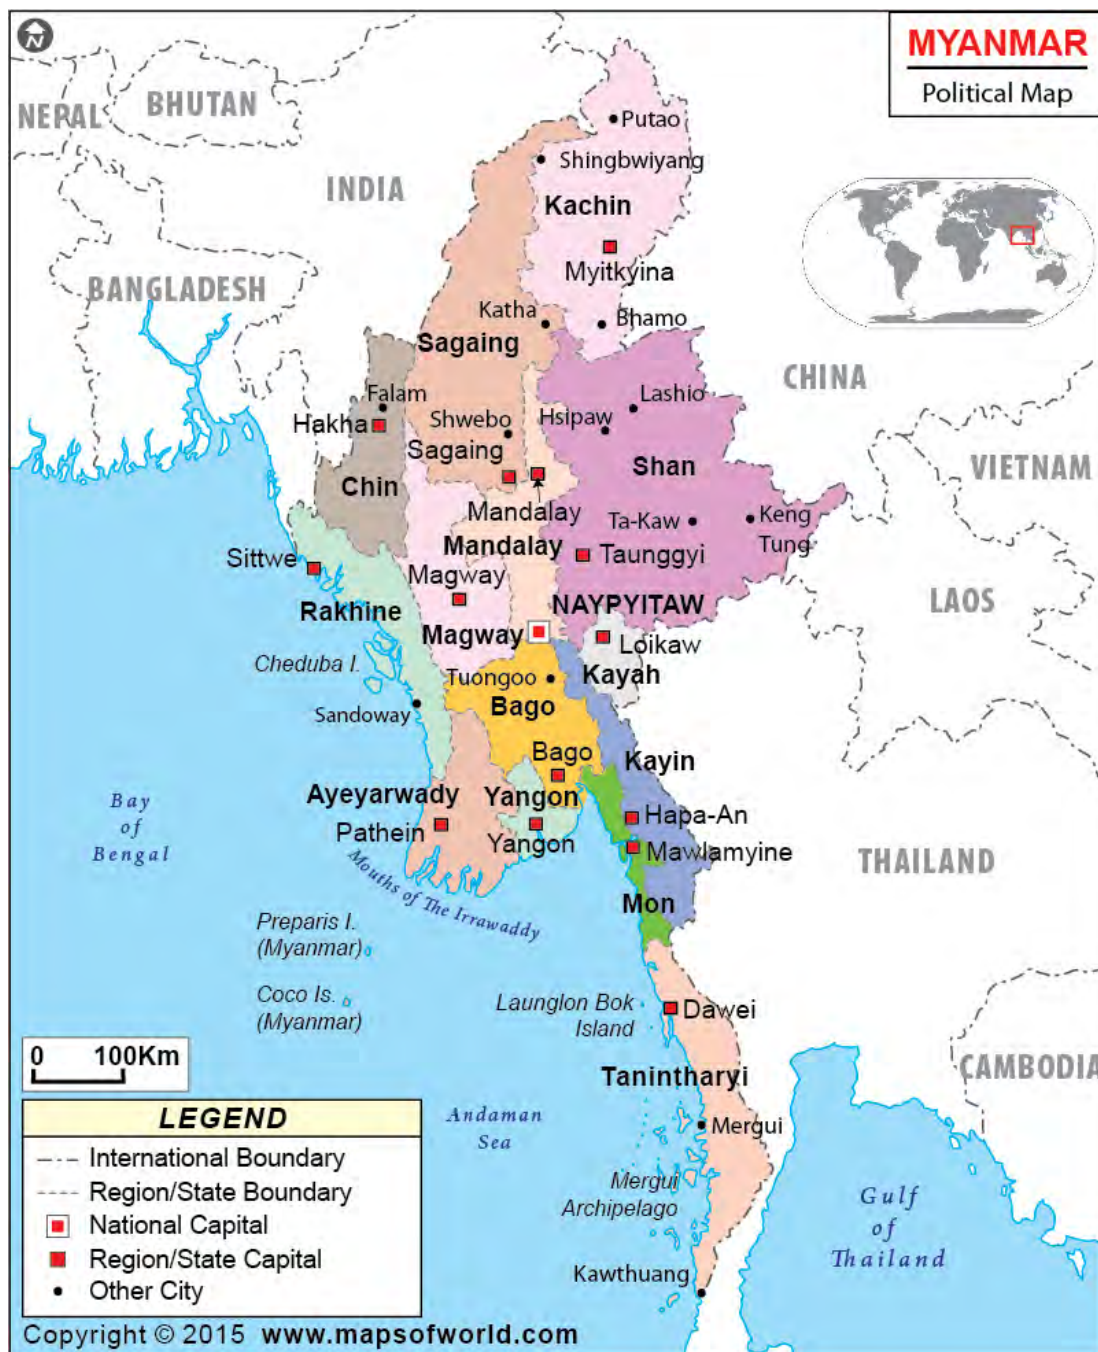 N
MYANMAR
Political Map
NEPAL
BHUTAN
INDIA
BANGLADESH
CHINA
VIETNAM
LAOS
THAILAND
CAMBODIA
Putao
Shingbwiyang
Kachin
Myitkyina
Katha
Bhamo
Sagaing
Falam
Hakha
Shwebo
Sagaing
Hsipaw
Lashio
Shan
Chin
Mandalay
Mandalay
Ta-Kaw
Keng
Tung
Taunggyi
Sittwe
Magway
Rakhine
NAYPYITAW
Magway
Loikaw
Kayah
Cheduba I.
Tuongoo
Bago
Sandoway
Bago
Kayin
Ayeyarwady
Yangon
Hapa-An
Pathein
Yangon
Mawlamyine
Mon
Bay
of
Bengal
Mouths of The Irrawaddy
Preparis I.
(Myanmar)
Coco Is.
(Myanmar)
Launglon Bok
Island
Dawei
Tanintharyi
Mergui
Andaman
Sea
Mergui
Archipelago
Gulf
of
Thailand
Kawthuang
0 100Km
LEGEND
International Boundary
Region/State Boundary
National Capital
Region/State Capital
Other City
Copyright © 2015 www.mapsofworld.com